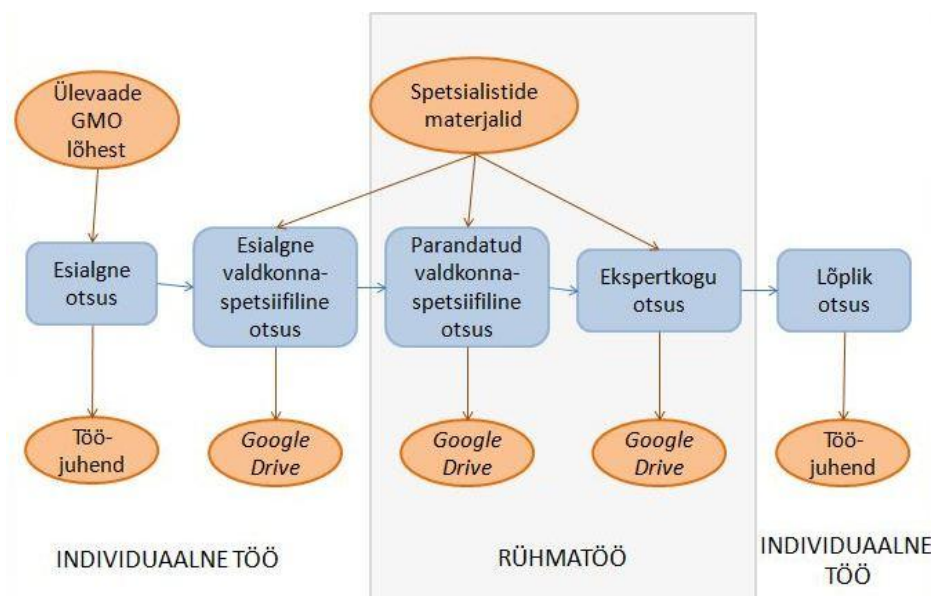 Ülevaade
GMO
lõhest
Spetsialistide
materjalid
Esialgne
otsus
Esialgne
valdkonna-
spetsiifiline
otsus
Parandatud
valdkonna-
spetsiifiline
otsus
Ekspertkogu
otsus
Lõplik
otsus
Töö-
juhend
Google
Drive
Google
Drive
Google
Drive
Töö-
juhend
INDIVIDUAALNE TÖÖ
RÜHMATÖÖ
INDIVIDUAALNE
TÖÖ